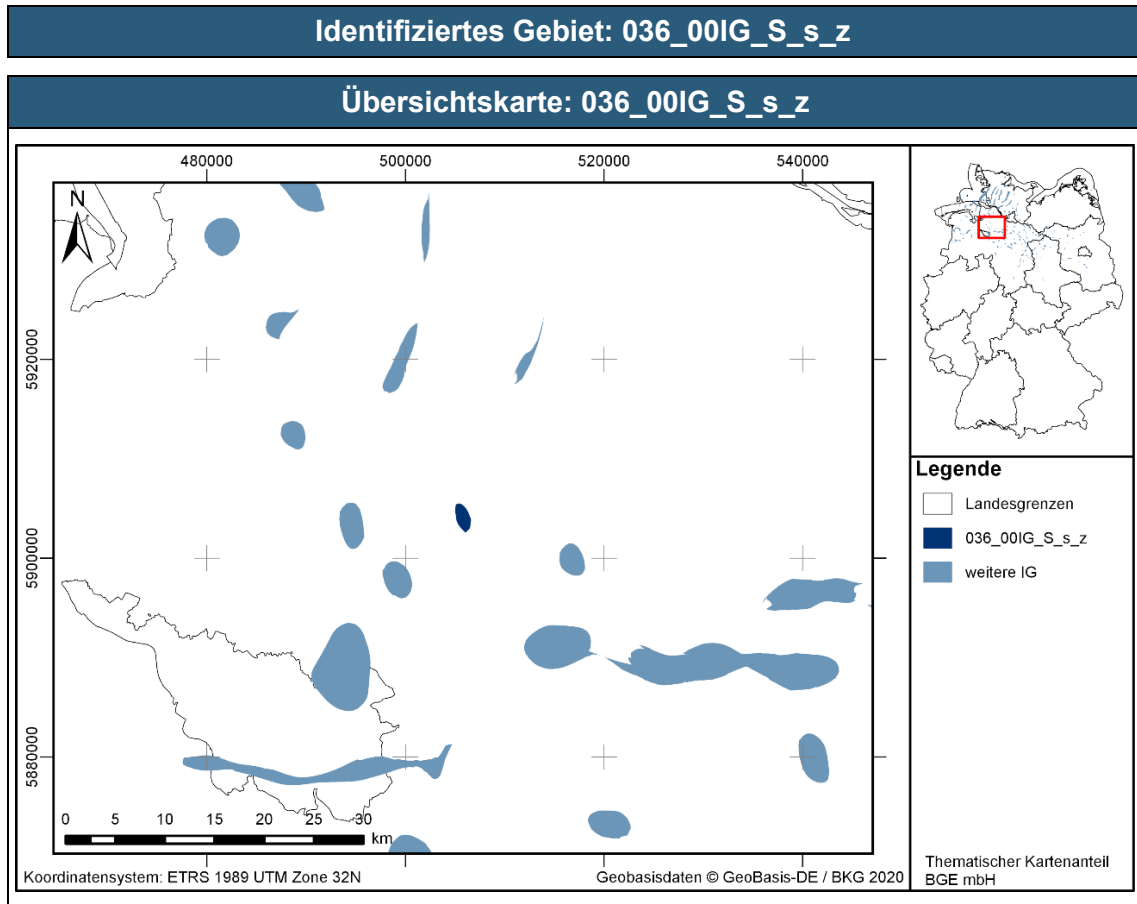 Identifiziertes Gebiet: 036_00IG_S_s_z
Übersichtskarte: 036_00IG_S_s_z
480000 500000 520000 540000
N
5920000
5900000
5880000
0 5 10 15 20 25 30
km
Koordinatensystem: ETRS 1989 UTM Zone 32N
Geobasisdaten © GeoBasis-DE / BKG 2020
Legende
Landesgrenzen
036_00IG_S_s_z
weitere IG
Thematischer Kartenanteil
BGE mbH